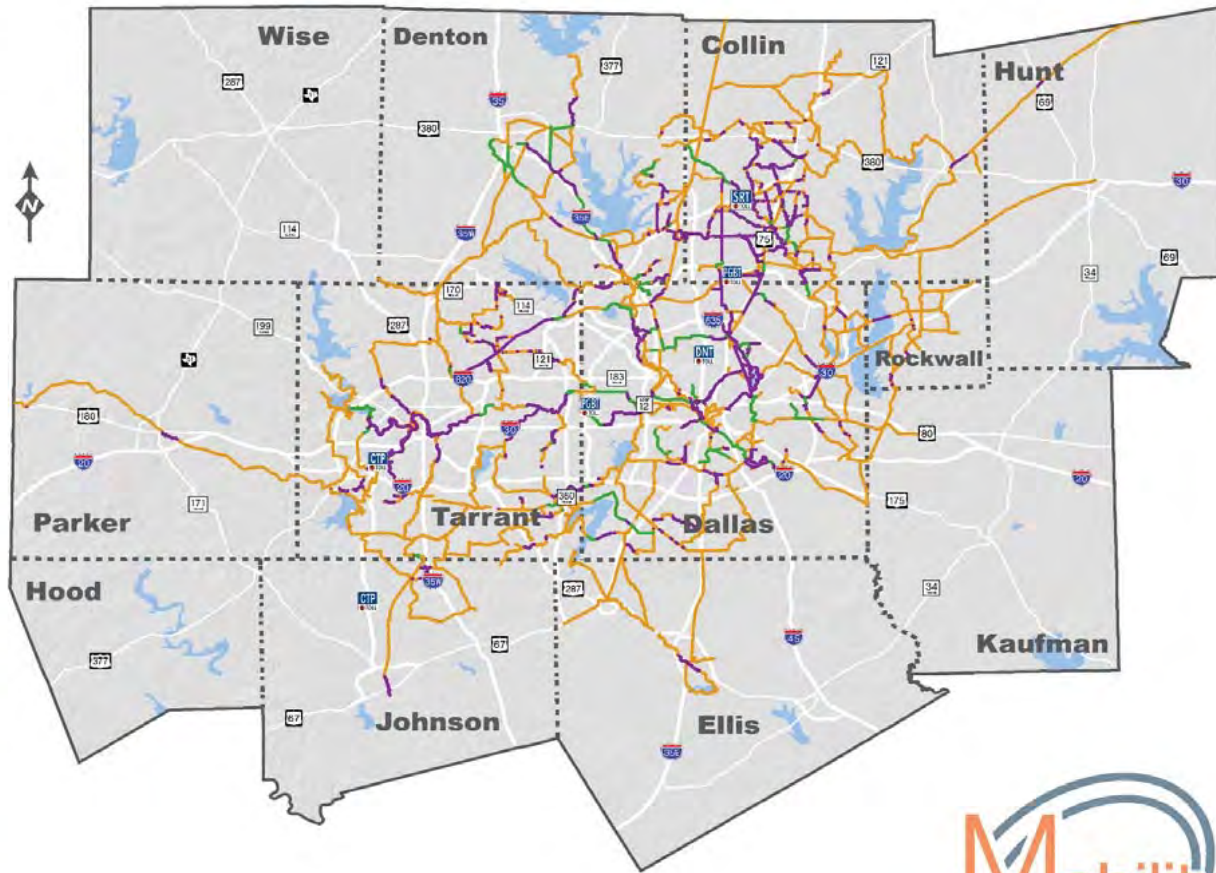 Wise
Denton
Collin
Hunt
377
121
287
35
69
380
380
30
SRT
TOLL
35E
N
75
35W
114
69
PGBT
TOLL
34
170
114
287
635
199
121
DNT
TOLL
Rockwall
30
820
183
PGBT
TOLL
12
180
30
80
20
CTP
TOLL
20
20
20
360
175
171
Tarrant
Dallas
Parker
Hood
35W
CTP
TOLL
287
34
67
45
Kaufman
377
67
Johnson
Ellis
35E